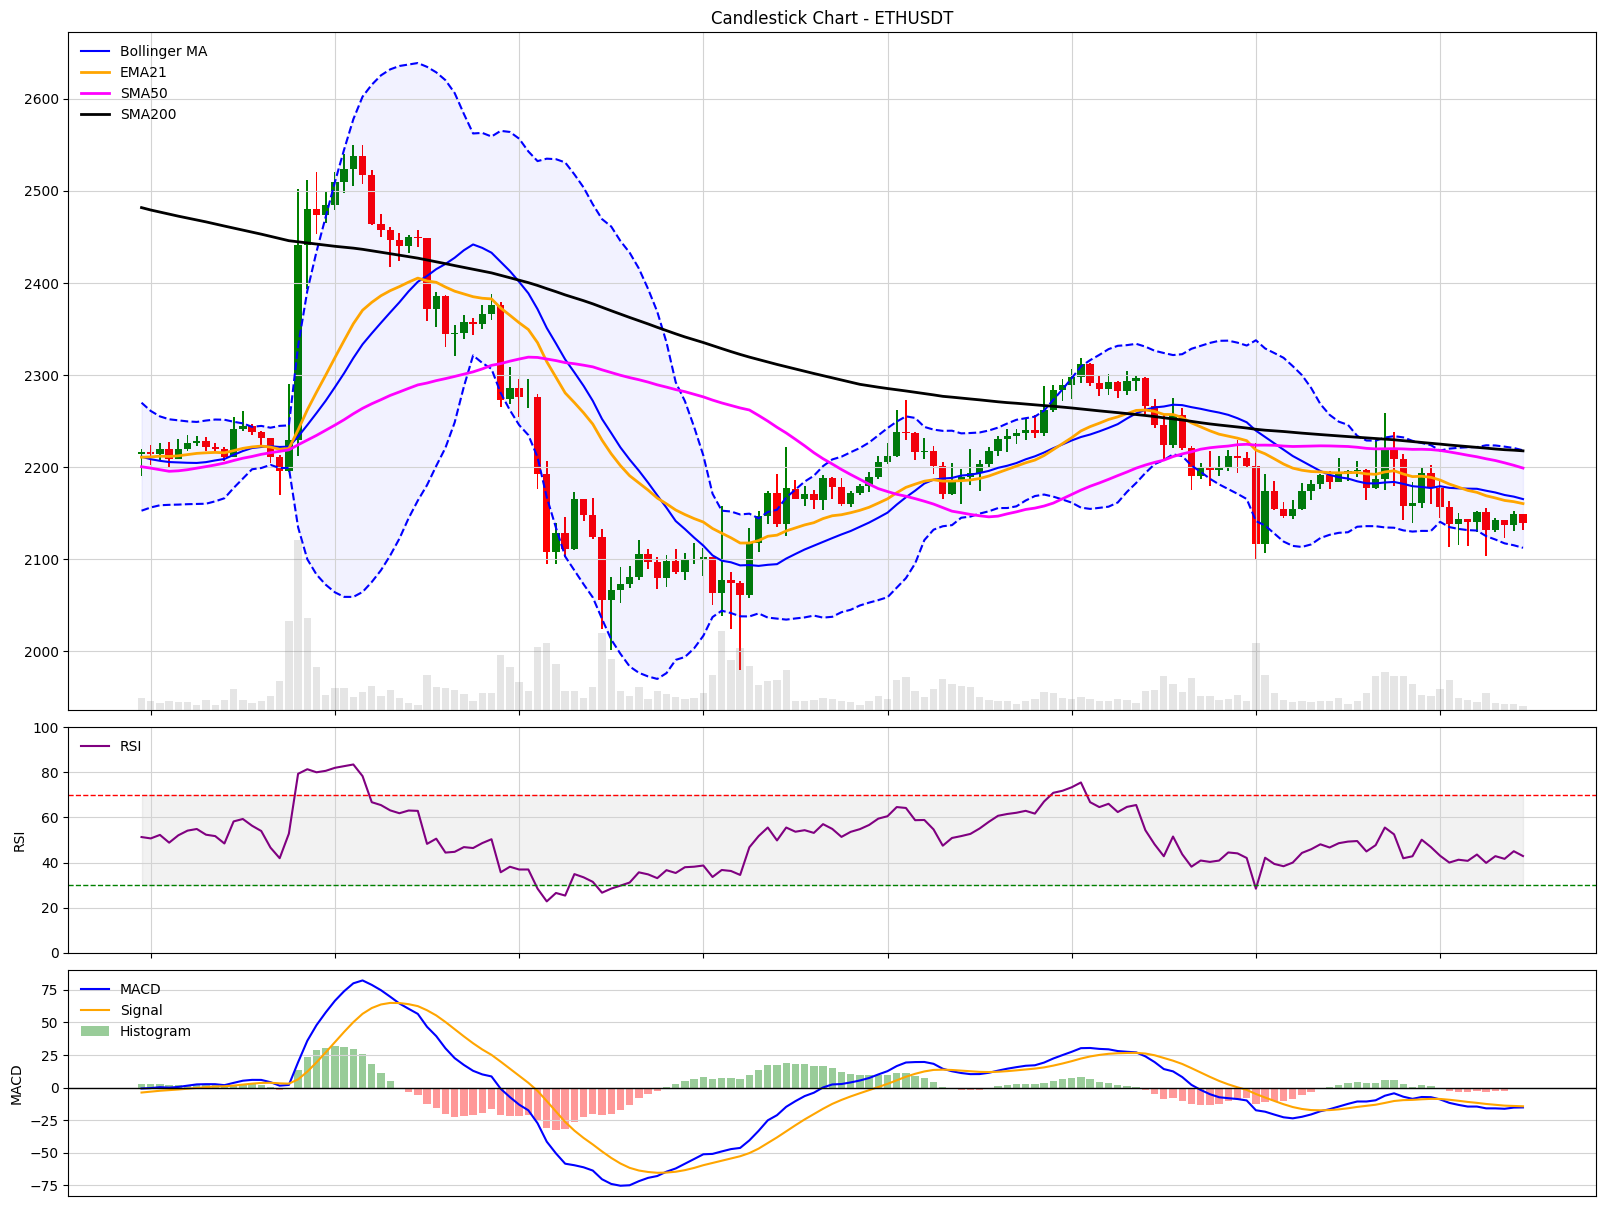 Candlestick Chart - ETHUSDT
Bollinger MA
EMA21
SMA50
SMA200
2600
2500
2400
2300
2200
2100
2000
RSI
100
80
60
40
20
0
RSI
MACD
Signal
Histogram
75
50
25
0
−25
−50
−75
MACD